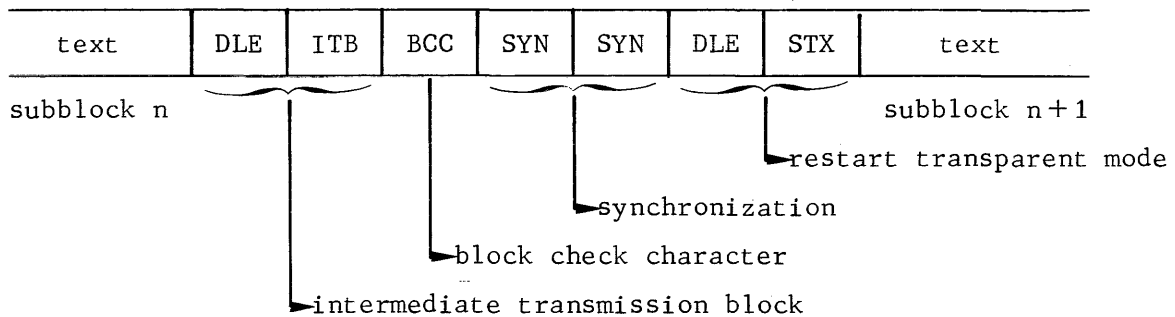 text DLE ITB BCC SYN SYN DLE STX text
subblock n subblock n+1
restart transparent mode
synchronization
block check character
intermediate transmission block